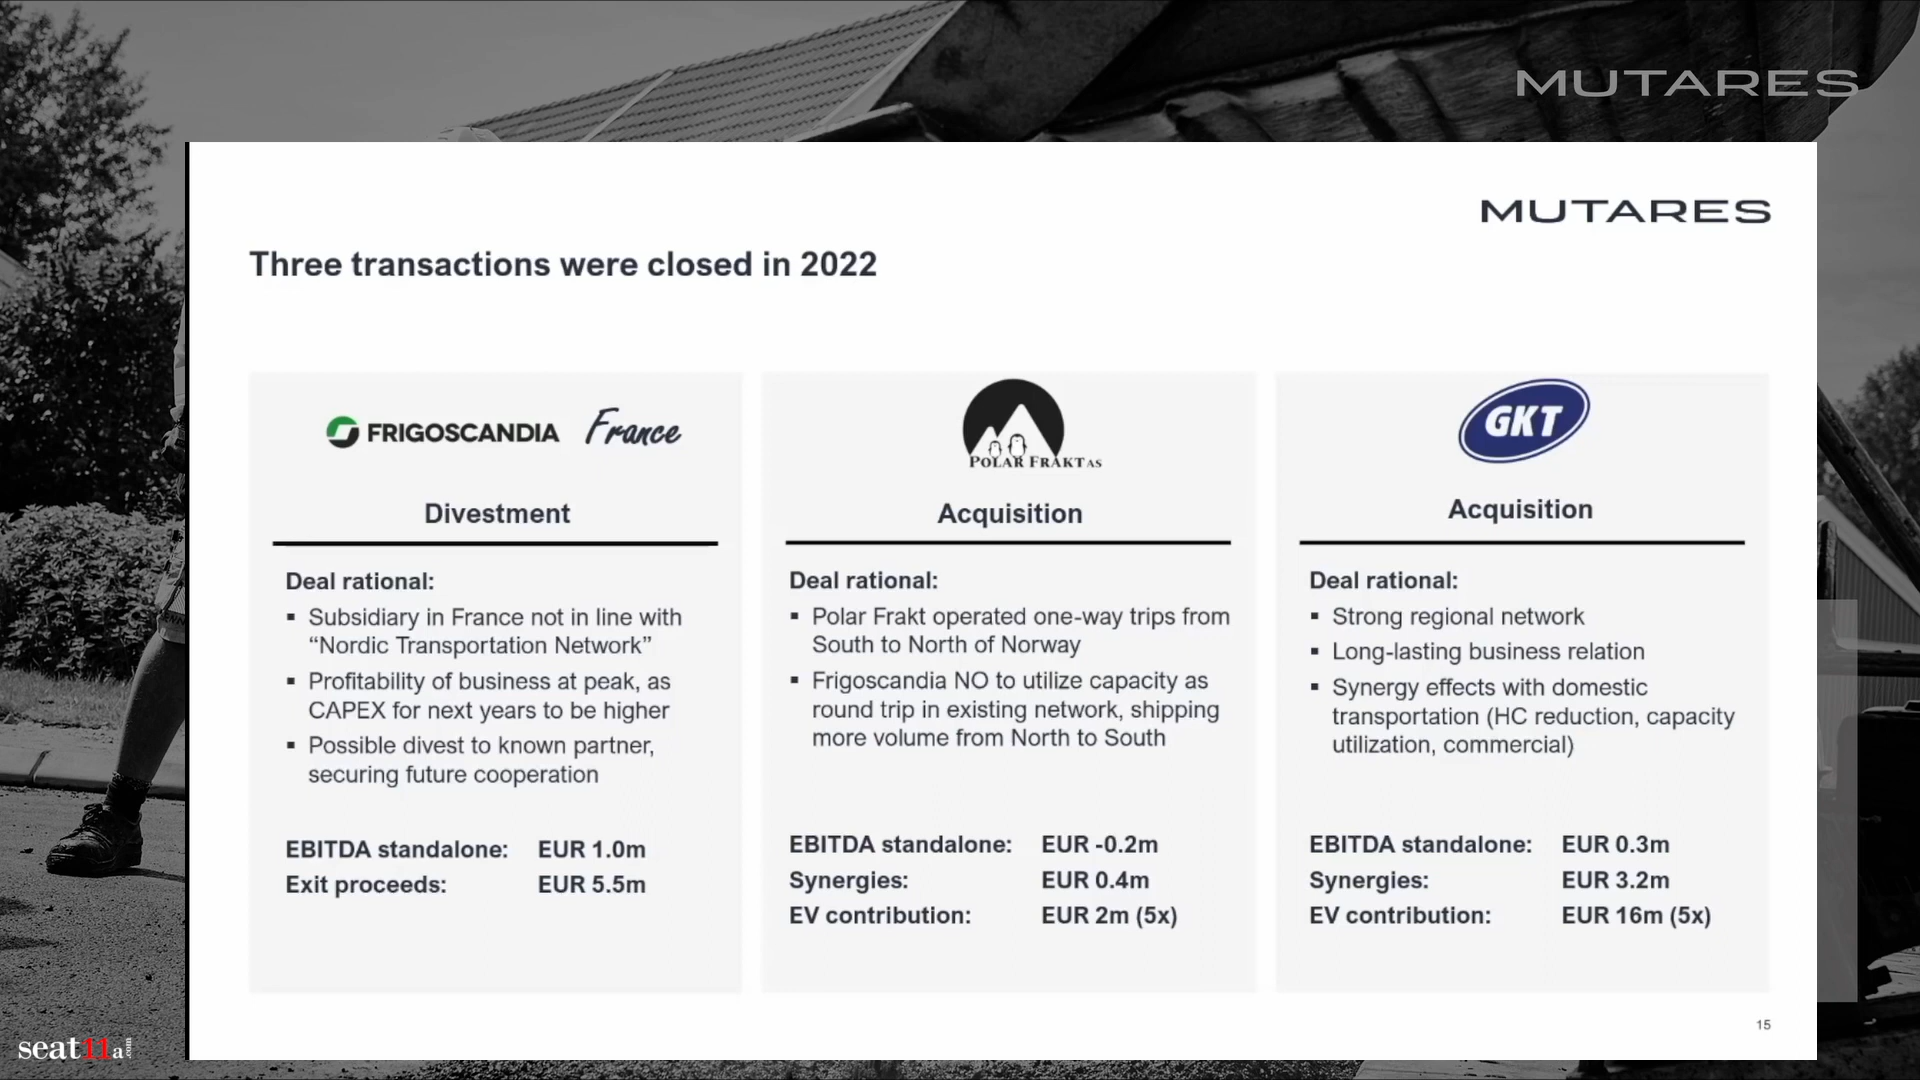 MUTARES
MUTARES
Three transactions were closed in 2022
FRIGOSCANDIA France
Divestment
Deal rational:
▪ Subsidiary in France not in line with
“Nordic Transportation Network”
▪ Profitability of business at peak, as
CAPEX for next years to be higher
▪ Possible divest to known partner,
securing future cooperation
EBITDA standalone: EUR 1.0m
Exit proceeds: EUR 5.5m
POLAR FRAKT AS
Acquisition
Deal rational:
▪ Polar Frakt operated one-way trips from
South to North of Norway
▪ Frigoscandia NO to utilize capacity as
round trip in existing network, shipping
more volume from North to South
EBITDA standalone: EUR -0.2m
Synergies: EUR 0.4m
EV contribution: EUR 2m (5x)
GKT
Acquisition
Deal rational:
▪ Strong regional network
▪ Long-lasting business relation
▪ Synergy effects with domestic
transportation (HC reduction, capacity
utilization, commercial)
EBITDA standalone: EUR 0.3m
Synergies: EUR 3.2m
EV contribution: EUR 16m (5x)
15
seat11a.com